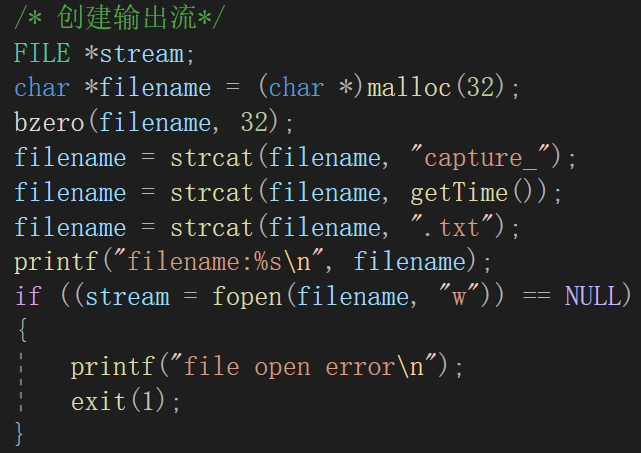 /* 创建输出流*/
FILE *stream;
char *filename = (char *)malloc(32);
bzero(filename, 32);
filename = strcat(filename, "capture_");
filename = strcat(filename, getTime());
filename = strcat(filename, ".txt");
printf("filename:%s\n", filename);
if ((stream = fopen(filename, "w")) == NULL)
{
    printf("file open error\n");
    exit(1);
}